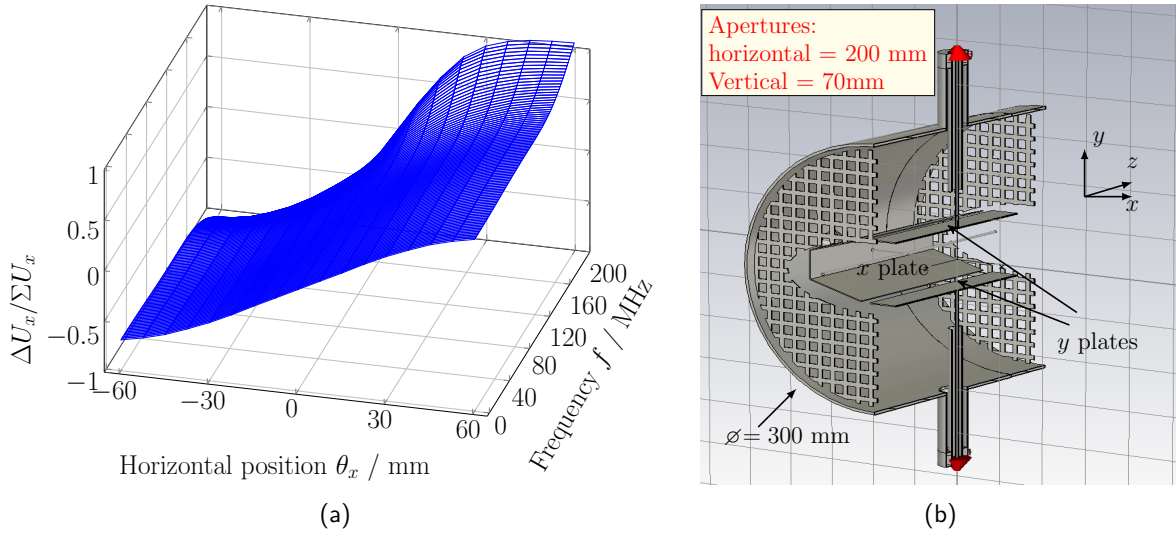 1
0.5
0
−0.5
−1
ΔU_x/ΣU_x
−60
−30
0
30
60
Horizontal position θ_x / mm
0
40
80
120
160
200
Frequency f / MHz
(a)
Apertures:
horizontal = 200 mm
Vertical = 70mm
y
z
x
x plate
y plates
⌀= 300 mm
(b)